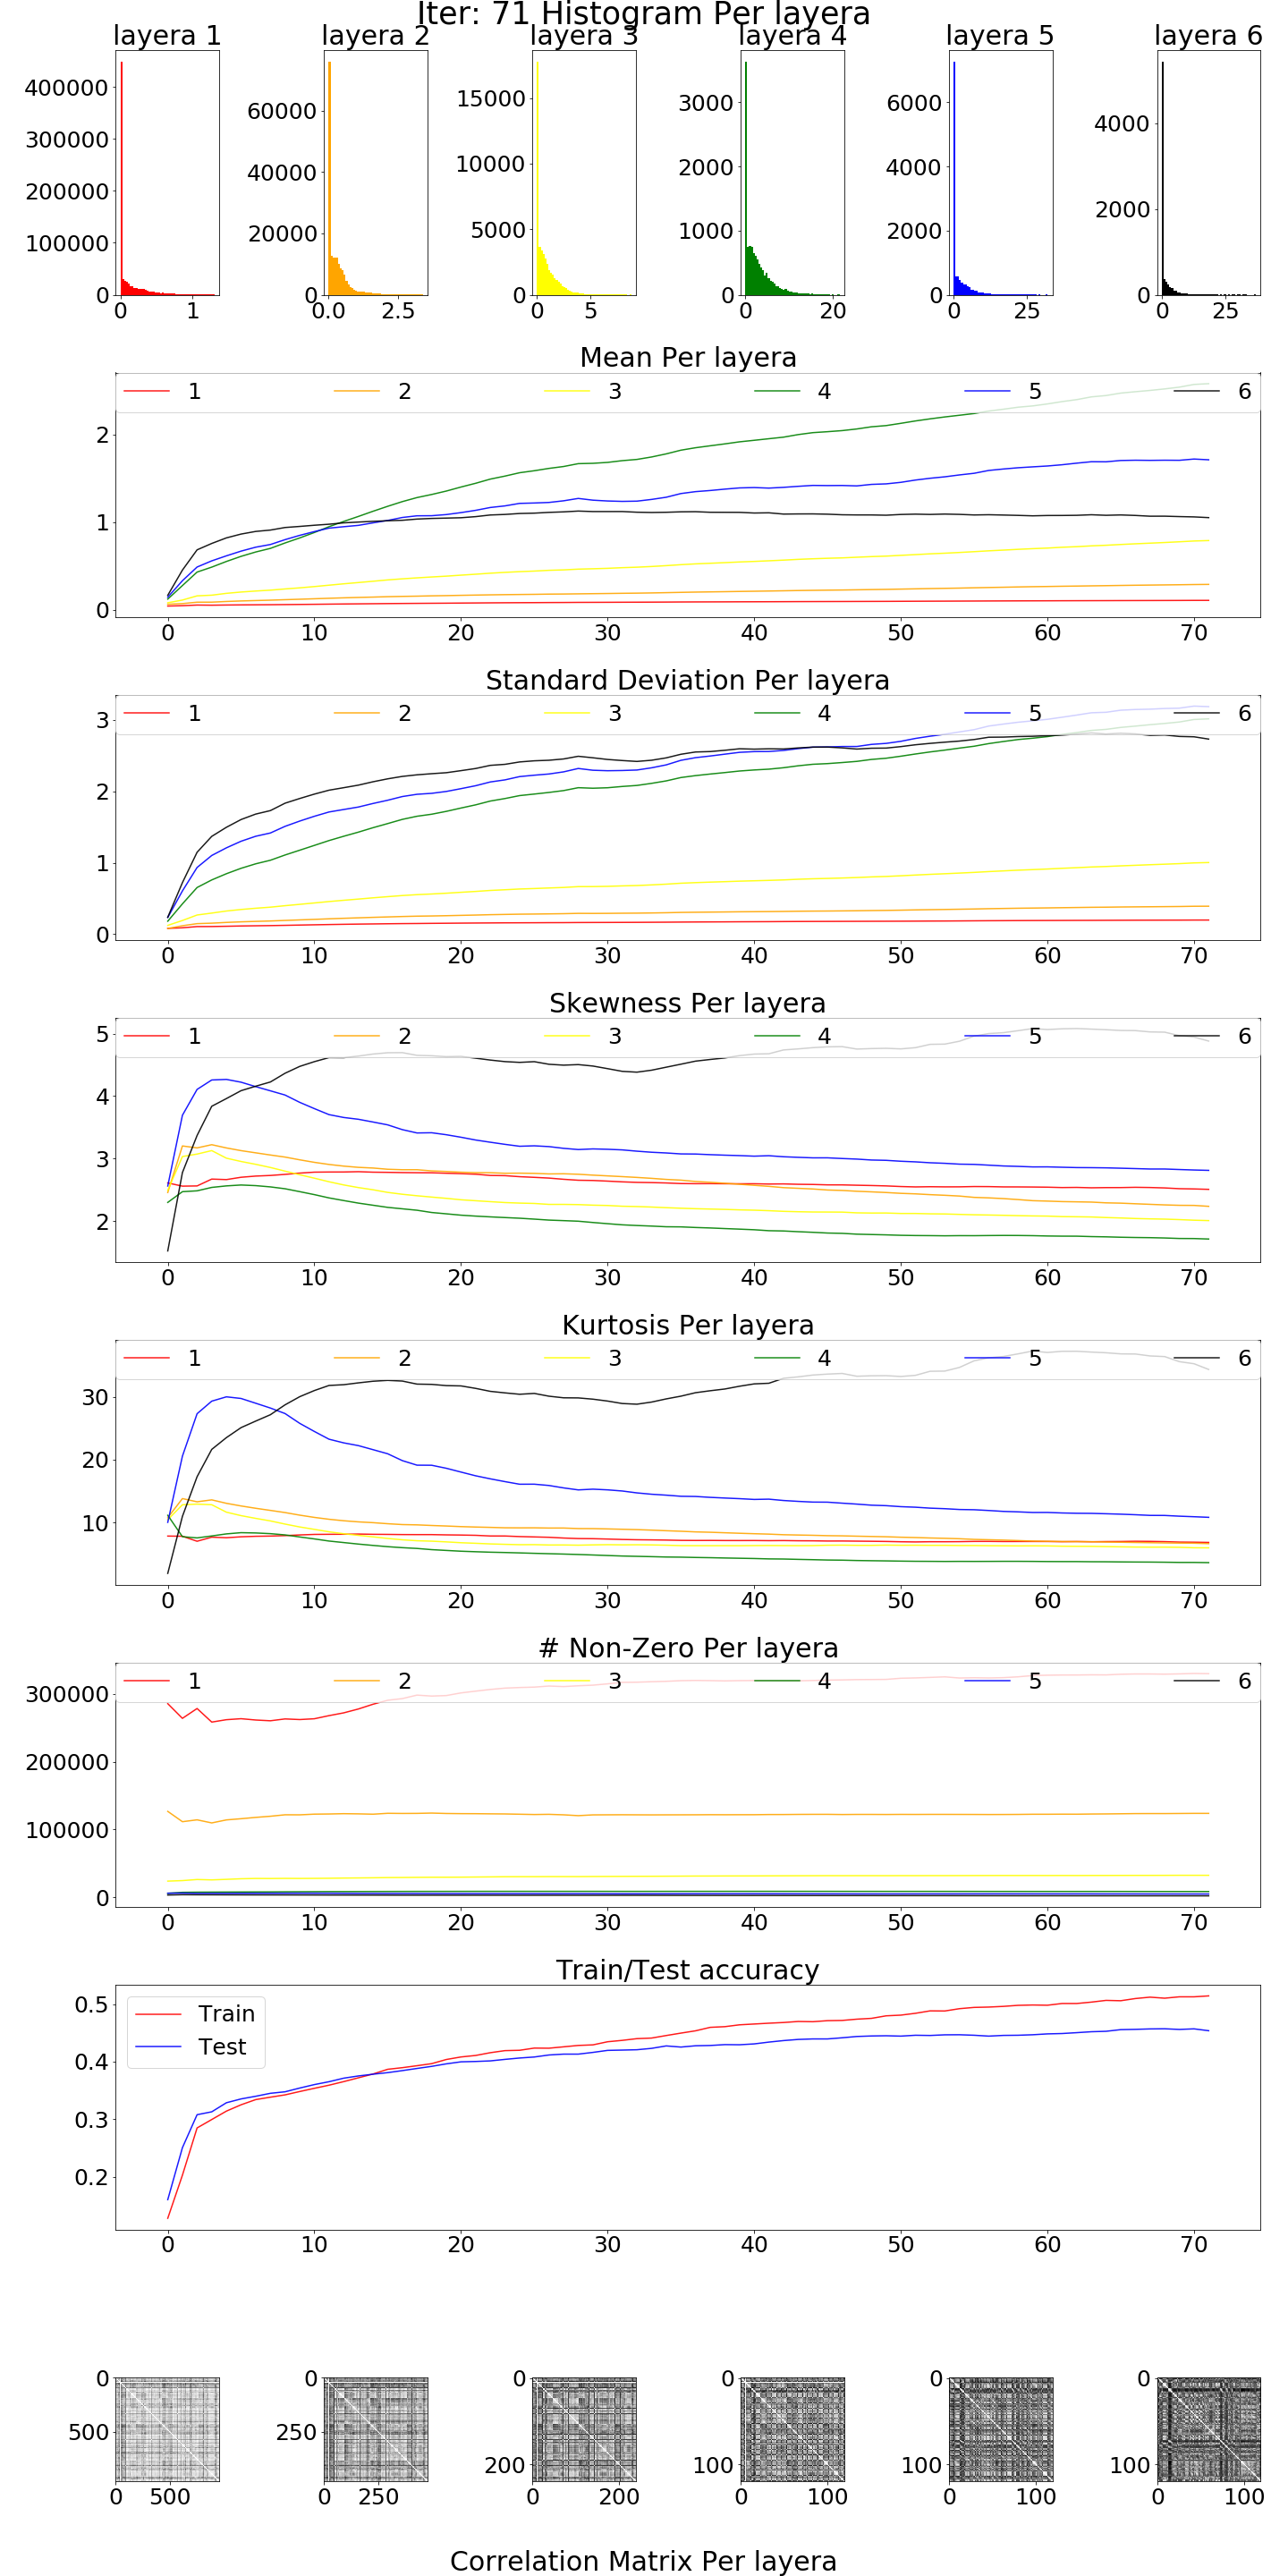 Iter: 71 Histogram Per layera
layera 1 layera 2 layera 3 layera 4 layera 5 layera 6
400000 300000 200000 100000 0
0 1
60000 40000 20000 0
0.0 2.5
15000 10000 5000 0
0 5
3000 2000 1000 0
0 20
6000 4000 2000 0
0 25
4000 2000 0
0 25
Mean Per layera
1 2 3 4 5 6
2
1
0
0 10 20 30 40 50 60 70
Standard Deviation Per layera
1 2 3 4 5 6
3
2
1
0
0 10 20 30 40 50 60 70
Skewness Per layera
1 2 3 4 5 6
5
4
3
2
0 10 20 30 40 50 60 70
Kurtosis Per layera
1 2 3 4 5 6
30
20
10
0 10 20 30 40 50 60 70
# Non-Zero Per layera
1 2 3 4 5 6
300000
200000
100000
0
0 10 20 30 40 50 60 70
Train/Test accuracy
Train
Test
0.5
0.4
0.3
0.2
0 10 20 30 40 50 60 70
0 500
0 500
0 250
0 250
0 200
0 200
0 100
0 100
0 100
0 100
0 100
0 100
Correlation Matrix Per layera